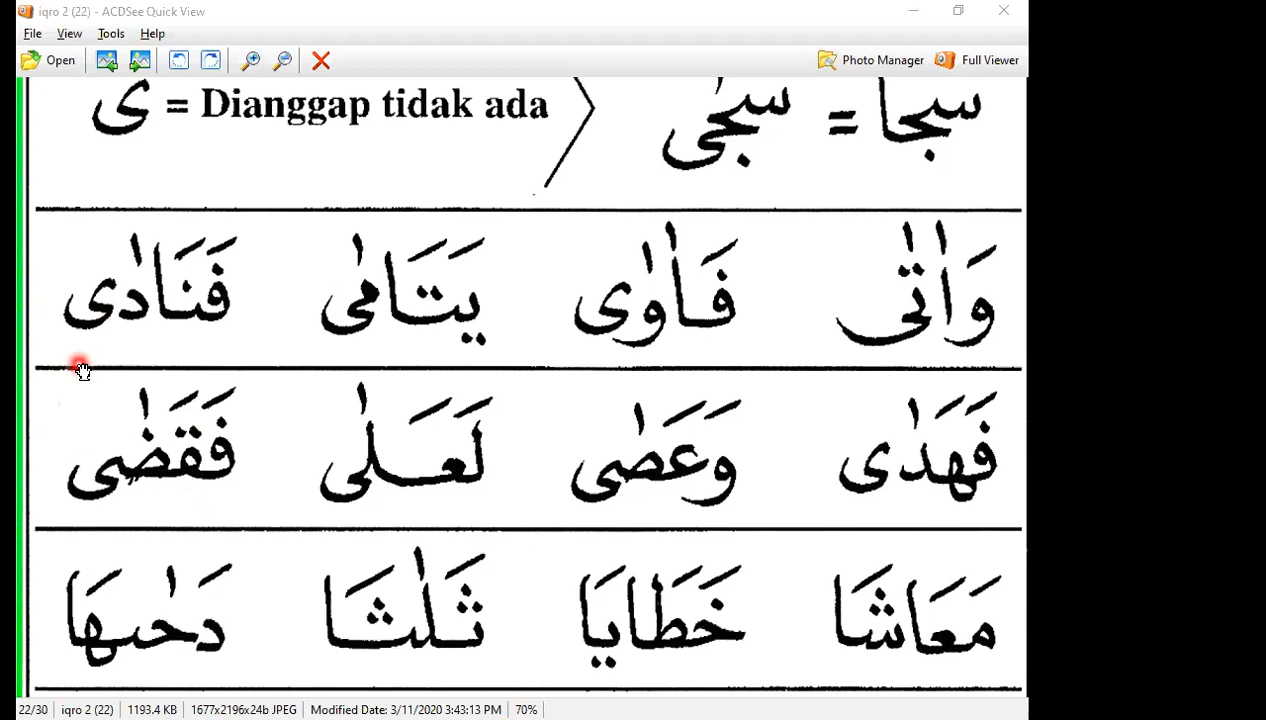 iqro 2 (22) - ACDSee Quick View
File View Tools Help
Open Photo Manager Full Viewer
سجا = سجٰى ى = Dianggap tidak ada
وَاٰتٰى فَاٰوٰى يَتَامٰى فَنَادٰى
فَهَدٰى وَعَصٰى لَعَلٰى فَقَضٰى
مَعَاشَا خَطَايَا ثَلٰثَا دَحٰىهَا
22/30 iqro 2 (22) 1193.4 KB 1677x2196x24b JPEG Modified Date: 3/11/2020 3:43:13 PM 70%